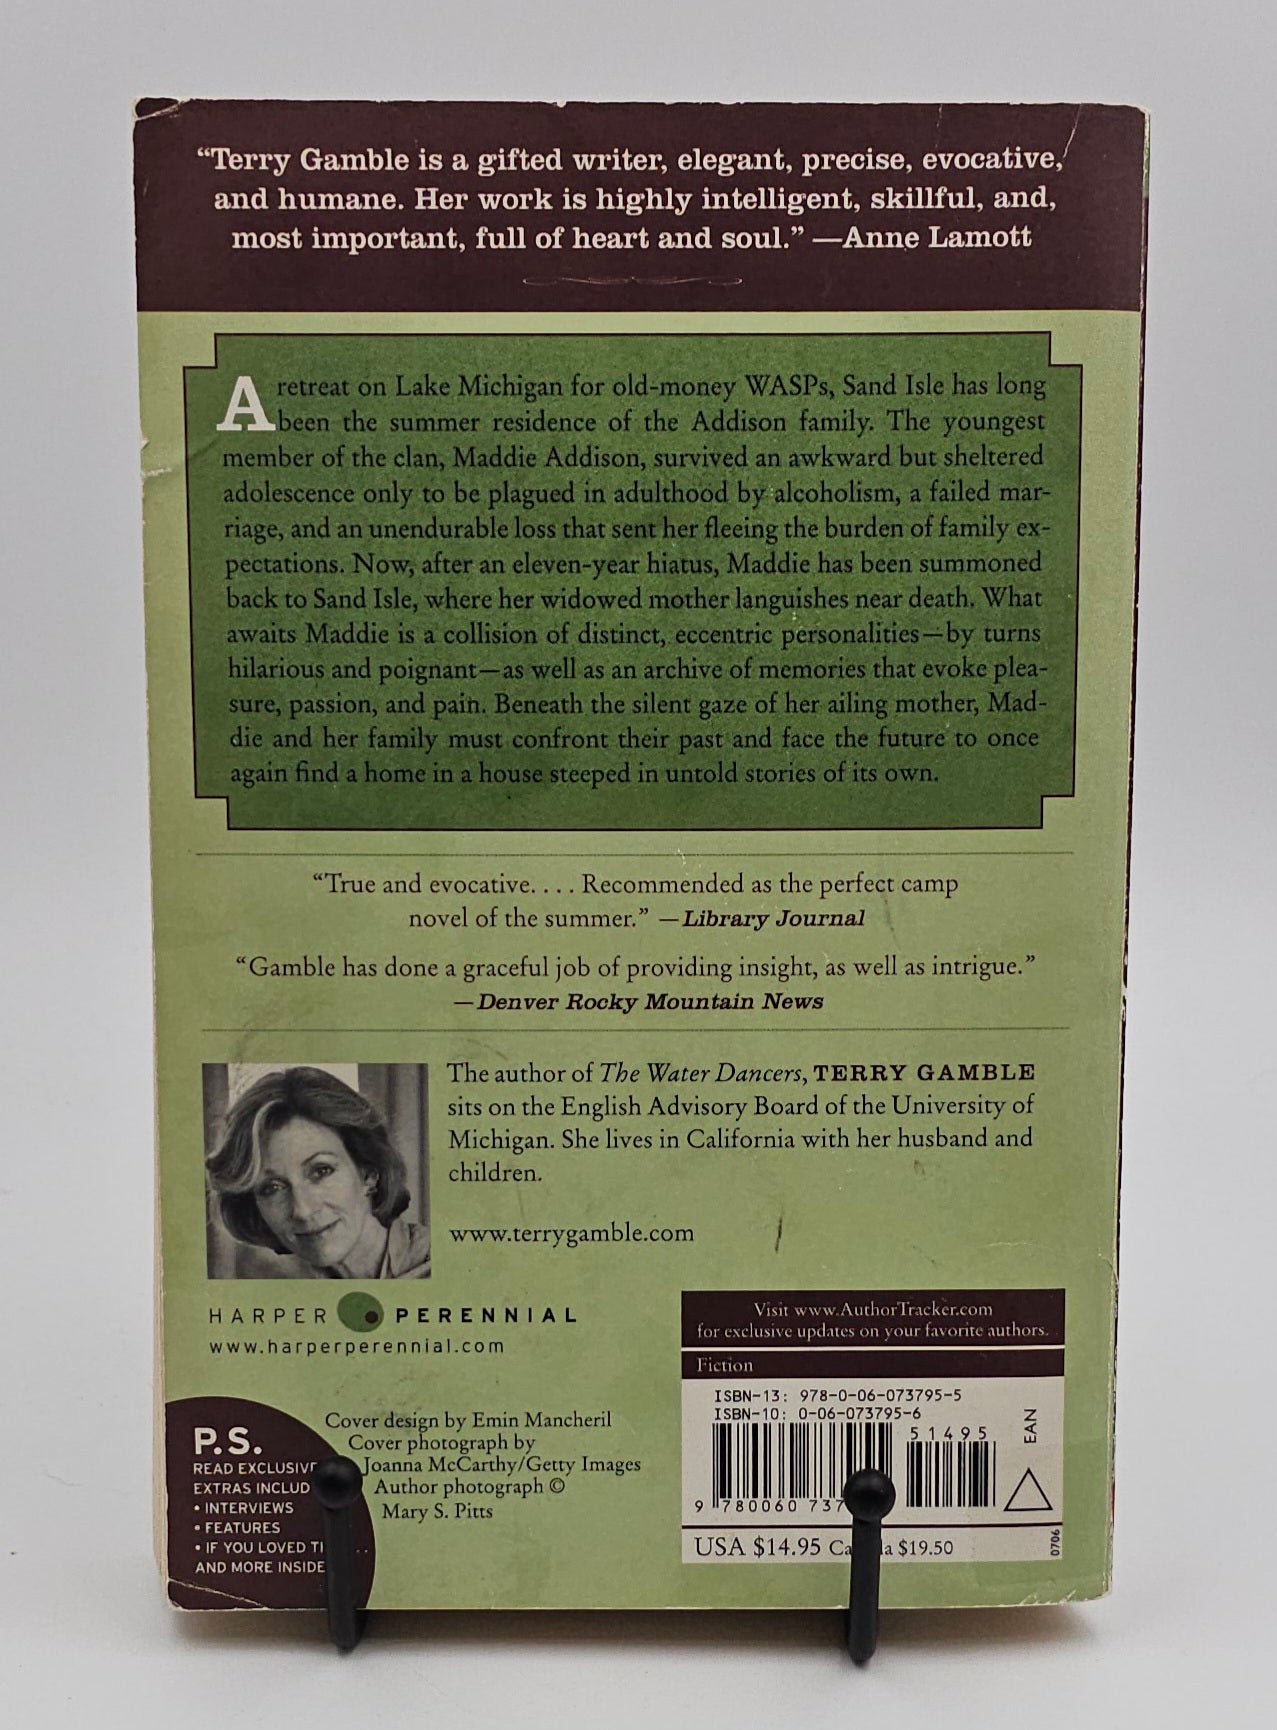 “Terry Gamble is a gifted writer, elegant, precise, evocative,
and humane. Her work is highly intelligent, skillful, and,
most important, full of heart and soul.” —Anne Lamott
A retreat on Lake Michigan for old-money WASPs, Sand Isle has long
been the summer residence of the Addison family. The youngest
member of the clan, Maddie Addison, survived an awkward but sheltered
adolescence only to be plagued in adulthood by alcoholism, a failed mar-
riage, and an unendurable loss that sent her fleeing the burden of family ex-
pectations. Now, after an eleven-year hiatus, Maddie has been summoned
back to Sand Isle, where her widowed mother languishes near death. What
awaits Maddie is a collision of distinct, eccentric personalities—by turns
hilarious and poignant—as well as an archive of memories that evoke plea-
sure, passion, and pain. Beneath the silent gaze of her ailing mother, Mad-
die and her family must confront their past and face the future to once
again find a home in a house steeped in untold stories of its own.
“True and evocative. . . . Recommended as the perfect camp
novel of the summer.” —Library Journal
“Gamble has done a graceful job of providing insight, as well as intrigue.”
—Denver Rocky Mountain News
The author of The Water Dancers, TERRY GAMBLE
sits on the English Advisory Board of the University of
Michigan. She lives in California with her husband and
children.
www.terrygamble.com
HARPER PERENNIAL
www.harperperennial.com
P.S.
READ EXCLUSIVE
EXTRAS INCLUD
• INTERVIEWS
• FEATURES
• IF YOU LOVED
AND MORE INSIDE
Cover design by Emin Mancheril
Cover photograph by
Joanna McCarthy/Getty Images
Author photograph ©
Mary S. Pitts
Visit www.AuthorTracker.com
for exclusive updates on your favorite authors.
Fiction
ISBN-13: 978-0-06-073795-5
ISBN-10: 0-06-073795-6
51495
EAN
9 780060 737
USA $14.95 $19.50
0706